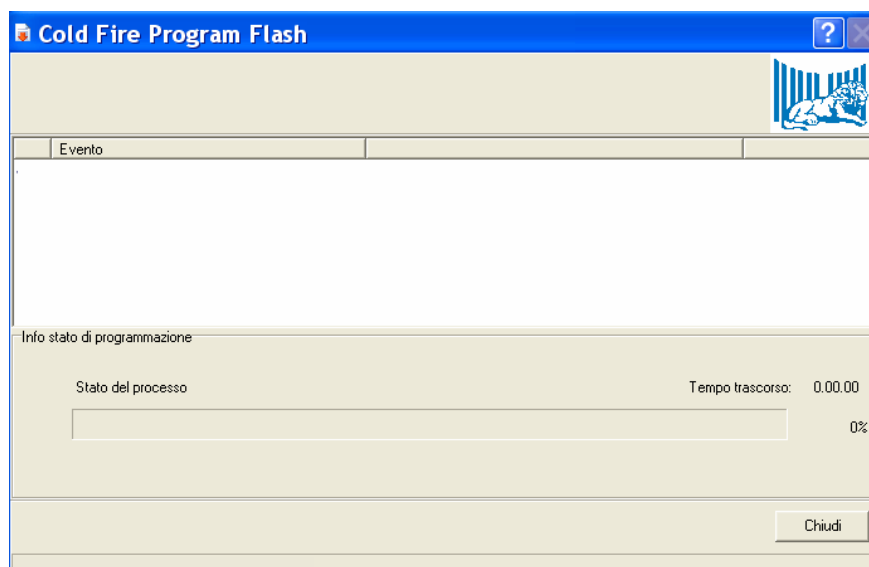 Cold Fire Program Flash
Evento
Info stato di programmazione
Stato del processo
Tempo trascorso: 0.00.00
0%
Chiudi